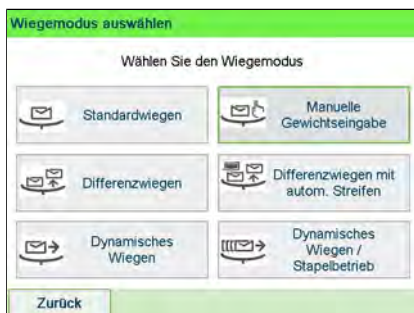 Wiegemodus auswählen
Wählen Sie den Wiegemodus
Standardwiegen
Manuelle
Gewichtseingabe
Differenzwiegen
Differenzwiegen mit
autom. Streifen
Dynamisches
Wiegen
Dynamisches
Wiegen /
Stapelbetrieb
Zurück